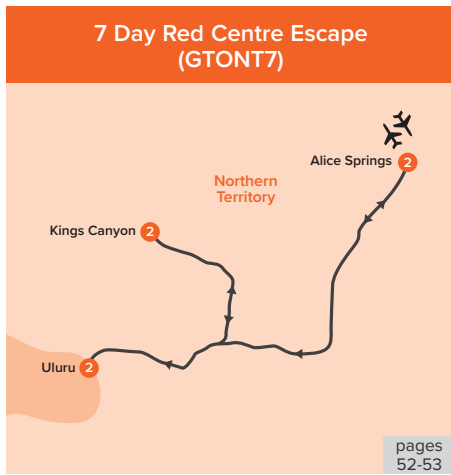 7 Day Red Centre Escape
(GTONT7)
Alice Springs 2
Northern
Territory
Kings Canyon 2
Uluru 2
pages
52-53